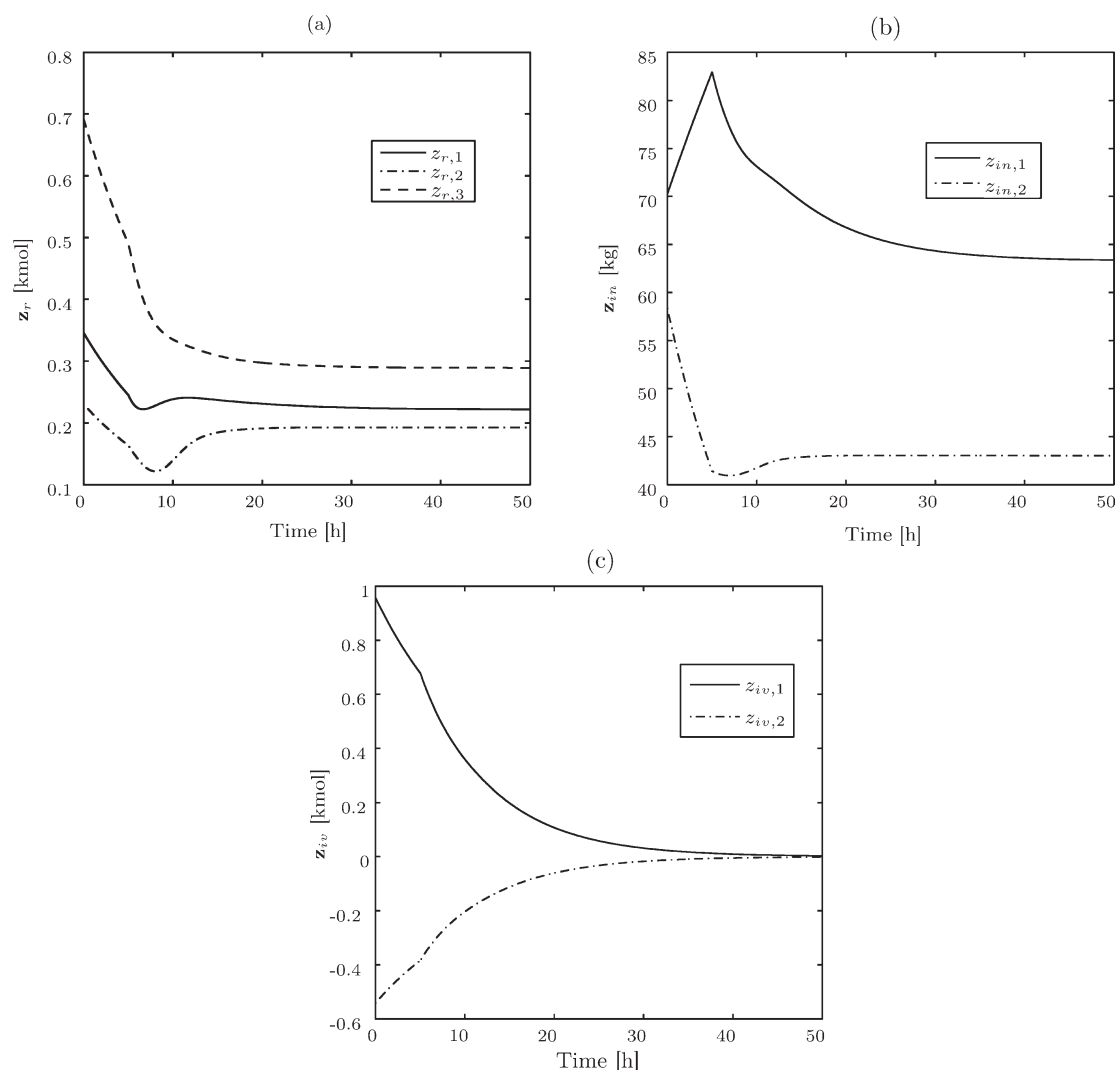 (a)
0.8
0.7
0.6
0.5
0.4
0.3
0.2
0.1
z_r [kmol]
z_{r,1}
z_{r,2}
z_{r,3}
0 10 20 30 40 50
Time [h]
(b)
85
80
75
70
65
60
55
50
45
40
z_{in} [kg]
z_{in,1}
z_{in,2}
0 10 20 30 40 50
Time [h]
(c)
1
0.8
0.6
0.4
0.2
0
-0.2
-0.4
-0.6
z_{iv} [kmol]
z_{iv,1}
z_{iv,2}
0 10 20 30 40 50
Time [h]